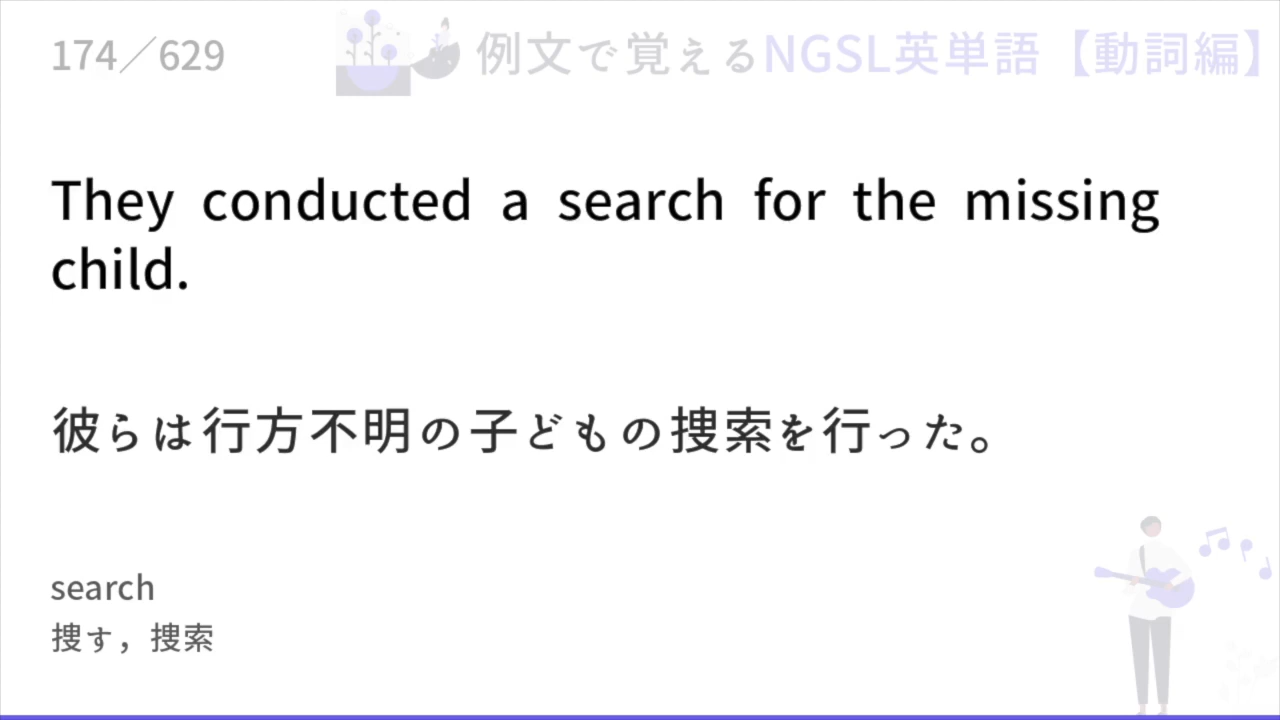 174／629
例文で覚えるNGSL英単語【動詞編】
They conducted a search for the missing
child.
彼らは行方不明の子どもの捜索を行った。
search
捜す，捜索